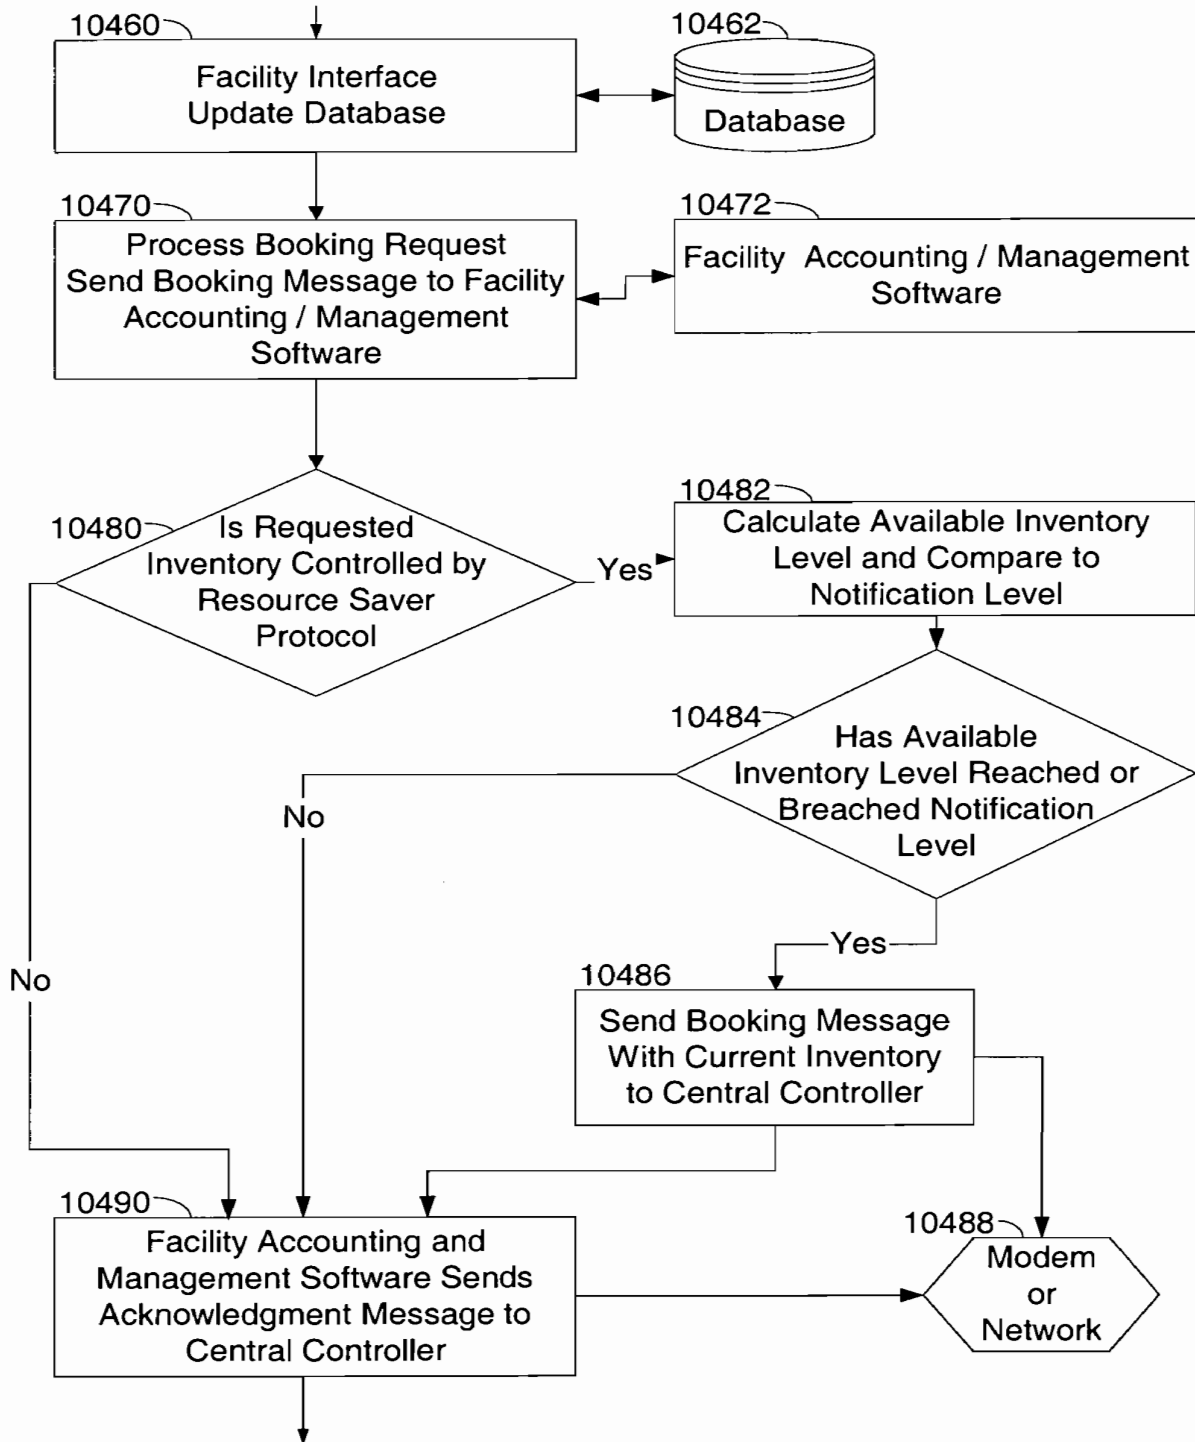 10460
Facility Interface
Update Database
10462
Database
10470
Process Booking Request
Send Booking Message to Facility
Accounting / Management
Software
10472
Facility Accounting / Management
Software
10480
Is Requested
Inventory Controlled by
Resource Saver
Protocol
Yes
10482
Calculate Available Inventory
Level and Compare to
Notification Level
10484
Has Available
Inventory Level Reached or
Breached Notification
Level
No
Yes
No
10486
Send Booking Message
With Current Inventory
to Central Controller
10490
Facility Accounting and
Management Software Sends
Acknowledgment Message to
Central Controller
10488
Modem
or
Network